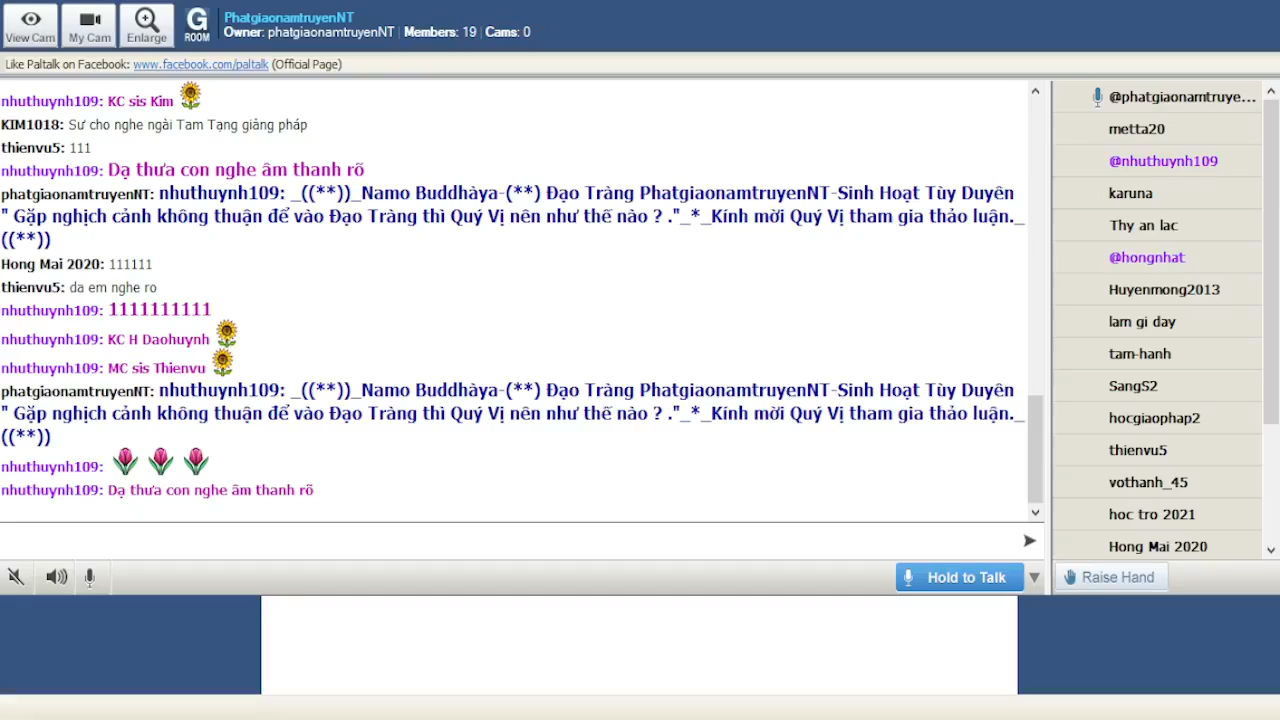 View Cam
My Cam
Enlarge
G
ROOM
PhatgiaonamtruyenNT
Owner: phatgiaonamtruyenNT | Members: 19 | Cams: 0
Like Paltalk on Facebook: www.facebook.com/paltalk (Official Page)
nhuthuynh109: KC sis Kim
KIM1018: Sư cho nghe ngài Tam Tạng giảng pháp
thienvu5: 111
nhuthuynh109: Dạ thưa con nghe âm thanh rõ
phatgiaonamtruyenNT: nhuthuynh109: _((**))_Namo Buddhàya-(**) Đạo Tràng PhatgiaonamtruyenNT-Sinh Hoạt Tùy Duyên
" Gặp nghịch cảnh không thuận để vào Đạo Tràng thì Quý Vị nên như thế nào ? ."_*_Kính mời Quý Vị tham gia thảo luận._
((**))
Hong Mai 2020: 111111
thienvu5: da em nghe ro
nhuthuynh109: 1111111111
nhuthuynh109: KC H Daohuynh
nhuthuynh109: MC sis Thienvu
phatgiaonamtruyenNT: nhuthuynh109: _((**))_Namo Buddhàya-(**) Đạo Tràng PhatgiaonamtruyenNT-Sinh Hoạt Tùy Duyên
" Gặp nghịch cảnh không thuận để vào Đạo Tràng thì Quý Vị nên như thế nào ? ."_*_Kính mời Quý Vị tham gia thảo luận._
((**))
nhuthuynh109:
nhuthuynh109: Dạ thưa con nghe âm thanh rõ
Hold to Talk
@phatgiaonamtruye...
metta20
@nhuthuynh109
karuna
Thy an lac
@hongnhat
Huyenmong2013
lam gi day
tam-hanh
SangS2
hocgiaophap2
thienvu5
vothanh_45
hoc tro 2021
Hong Mai 2020
Raise Hand